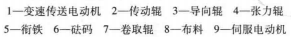 1—变速传送电动机 2—传动辊 3—导向辊 4—张力辊
5—衔铁 6—砝码 7—卷取辊 8—布料 9—伺服电动机